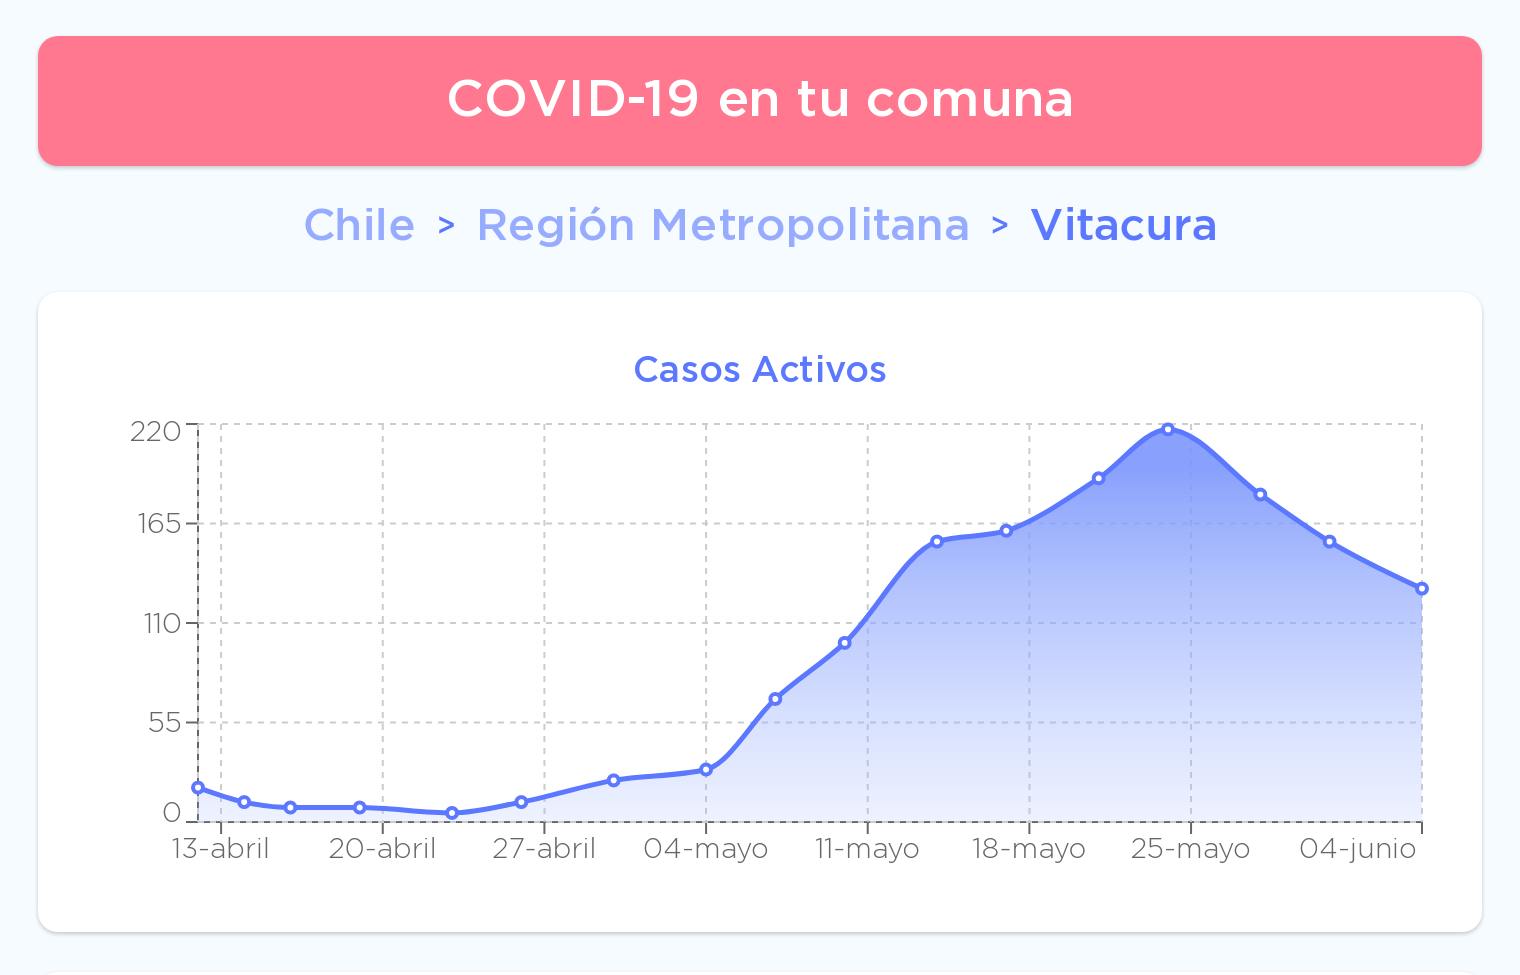 COVID-19 en tu comuna
Chile > Región Metropolitana > Vitacura
Casos Activos
220
165
110
55
0
13-abril 20-abril 27-abril 04-mayo 11-mayo 18-mayo 25-mayo 04-junio